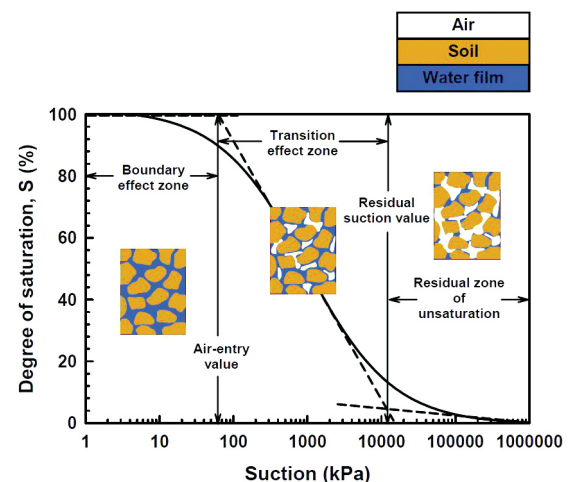 Air
Soil
Water film
Degree of saturation, S (%)
100
80
60
40
20
0
Transition
effect zone
Boundary
effect zone
Residual
suction value
Residual zone
of
unsaturation
Air-entry
value
1
10
100
1000
10000
100000
1000000
Suction (kPa)